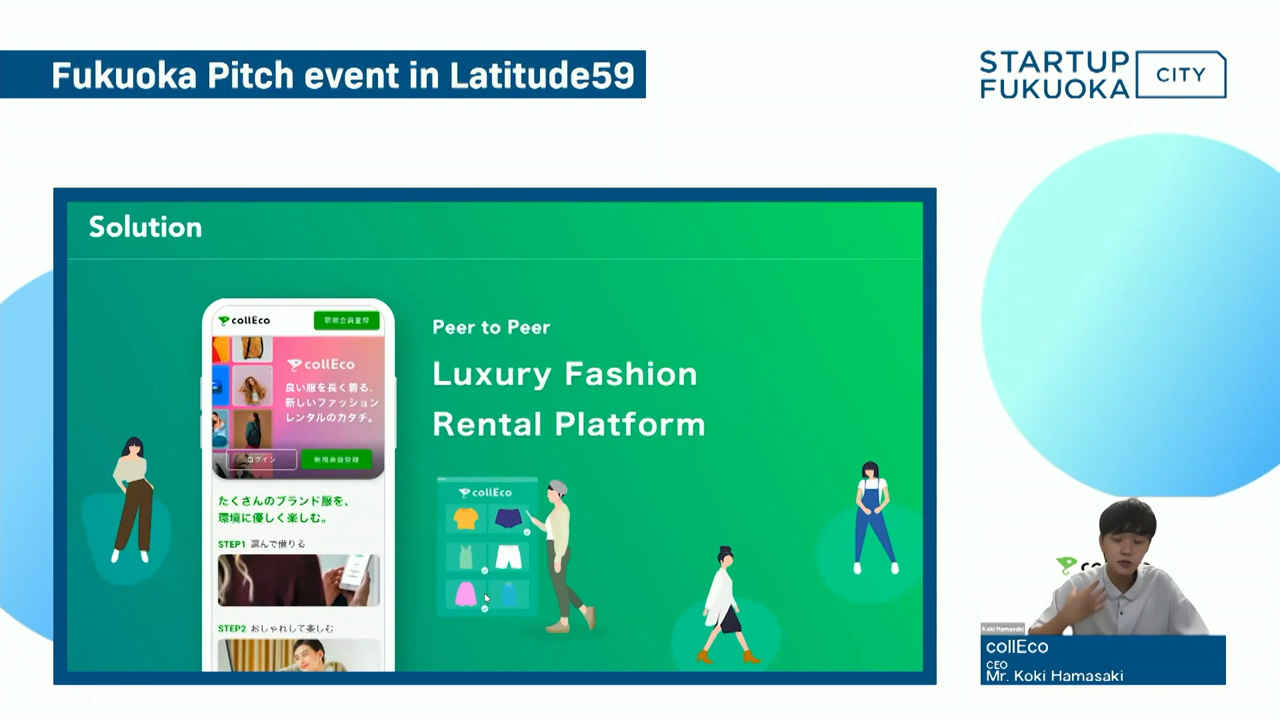 Fukuoka Pitch event in Latitude59
STARTUP
FUKUOKA
CITY
Solution
collEco
新規会員登録
collEco
良い服を長く着る、
新しいファッション
レンタルのカタチ。
ログイン
新規会員登録
たくさんのブランド服を、
環境に優しく楽しむ。
STEP1 選んで借りる
STEP2 おしゃれして楽しむ
Peer to Peer
Luxury Fashion
Rental Platform
collEco
Koki Hamasaki
collEco
CEO
Mr. Koki Hamasaki